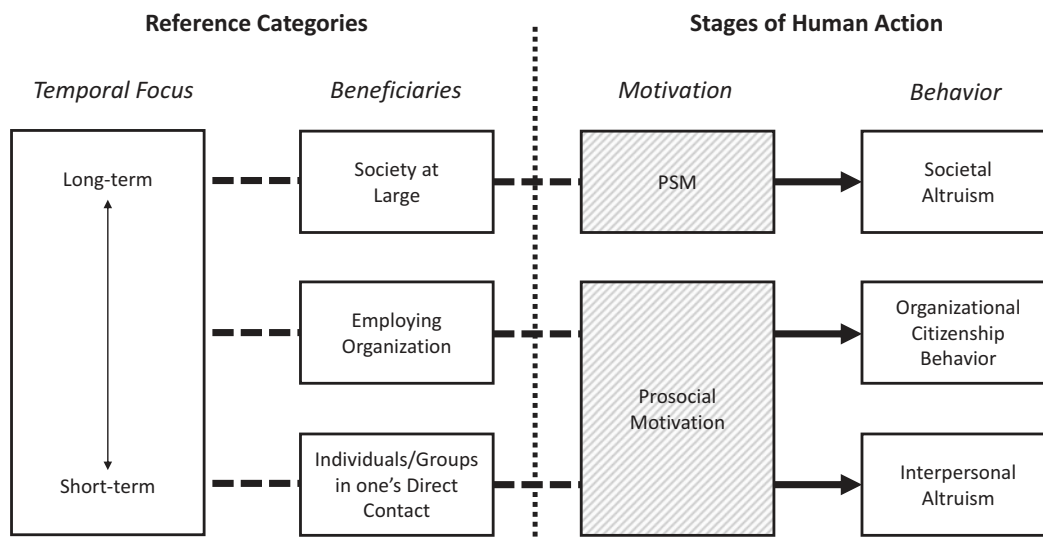 Reference Categories
Stages of Human Action
Temporal Focus
Beneficiaries
Motivation
Behavior
Long-term
Society at
Large
PSM
Societal
Altruism
Employing
Organization
Organizational
Citizenship
Behavior
Prosocial
Motivation
Short-term
Individuals/Groups
in one's Direct
Contact
Interpersonal
Altruism